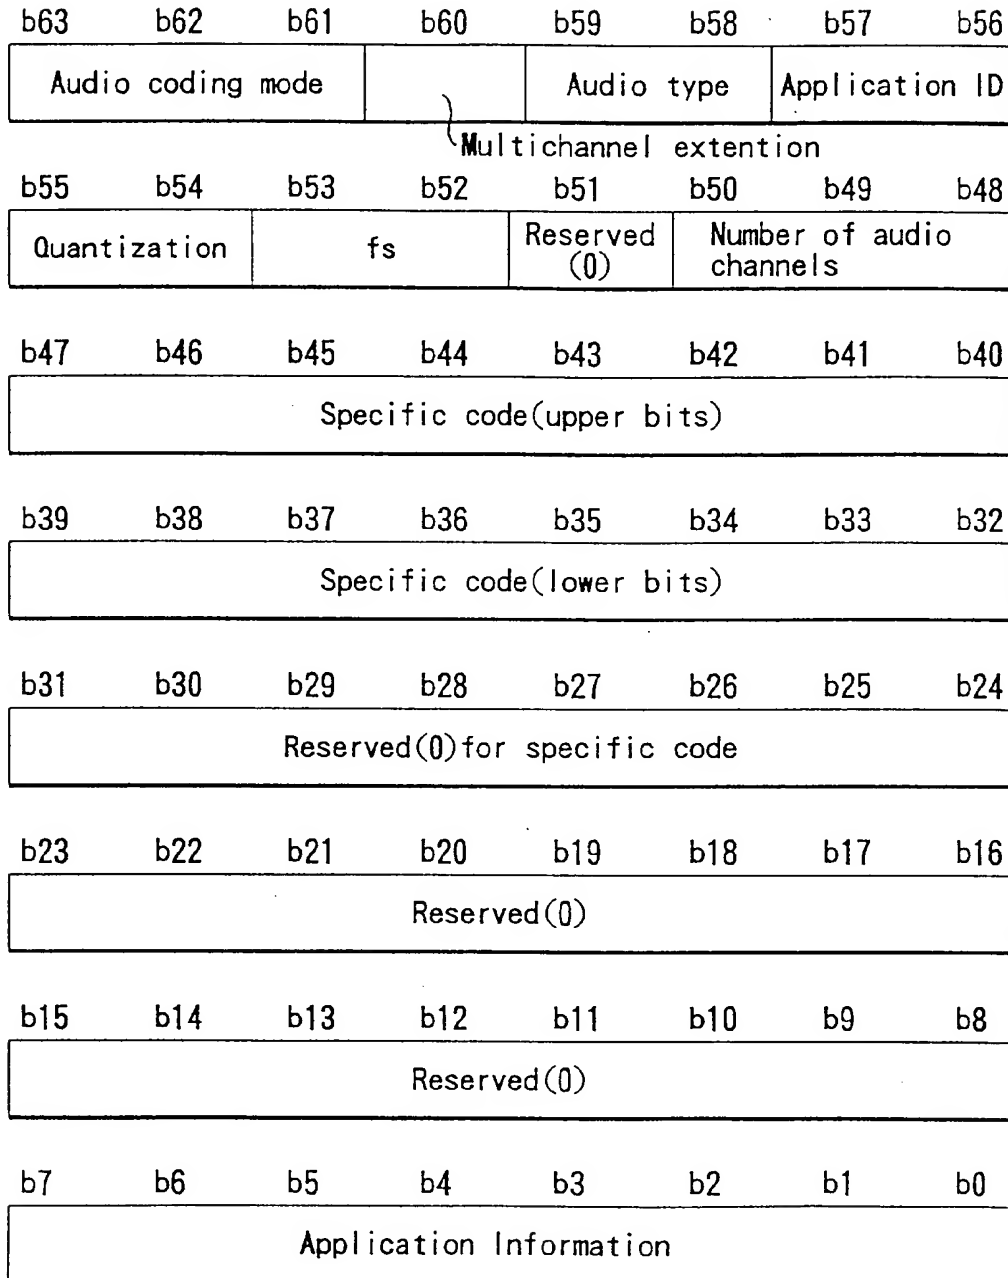 b63 b62 b61 b60 b59 b58 b57 b56
Audio coding mode Audio type Application ID
Multichannel extention
b55 b54 b53 b52 b51 b50 b49 b48
Quantization fs Reserved (0) Number of audio channels
b47 b46 b45 b44 b43 b42 b41 b40
Specific code(upper bits)
b39 b38 b37 b36 b35 b34 b33 b32
Specific code(lower bits)
b31 b30 b29 b28 b27 b26 b25 b24
Reserved(0)for specific code
b23 b22 b21 b20 b19 b18 b17 b16
Reserved(0)
b15 b14 b13 b12 b11 b10 b9 b8
Reserved(0)
b7 b6 b5 b4 b3 b2 b1 b0
Application Information